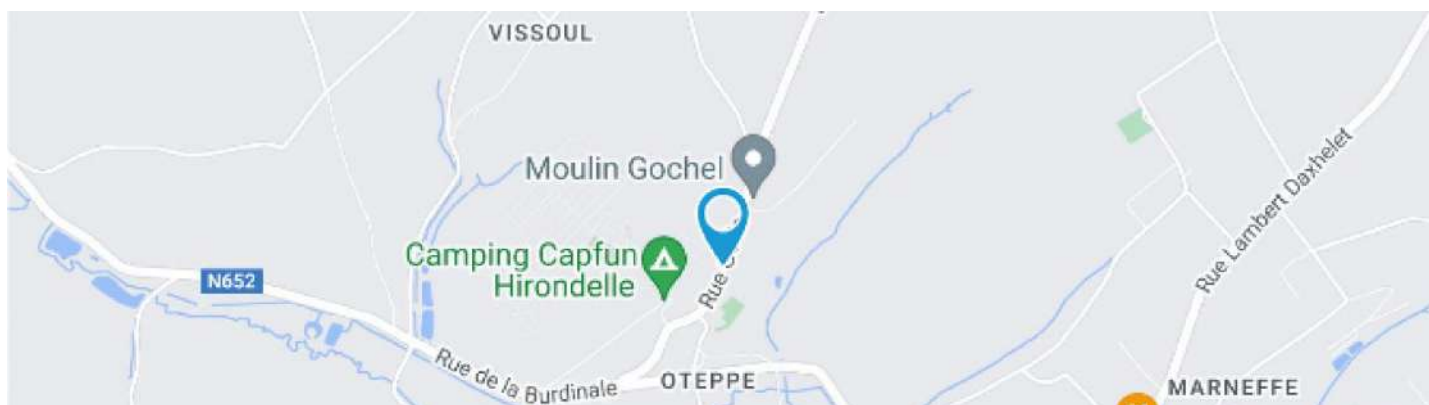 VISSOUL
Moulin Gochel
Camping Capfun
Hirondelle
Rue
N652
Rue Lambert Daxhelet
Rue de la Burdinale
OTEPPE
MARNEFFE